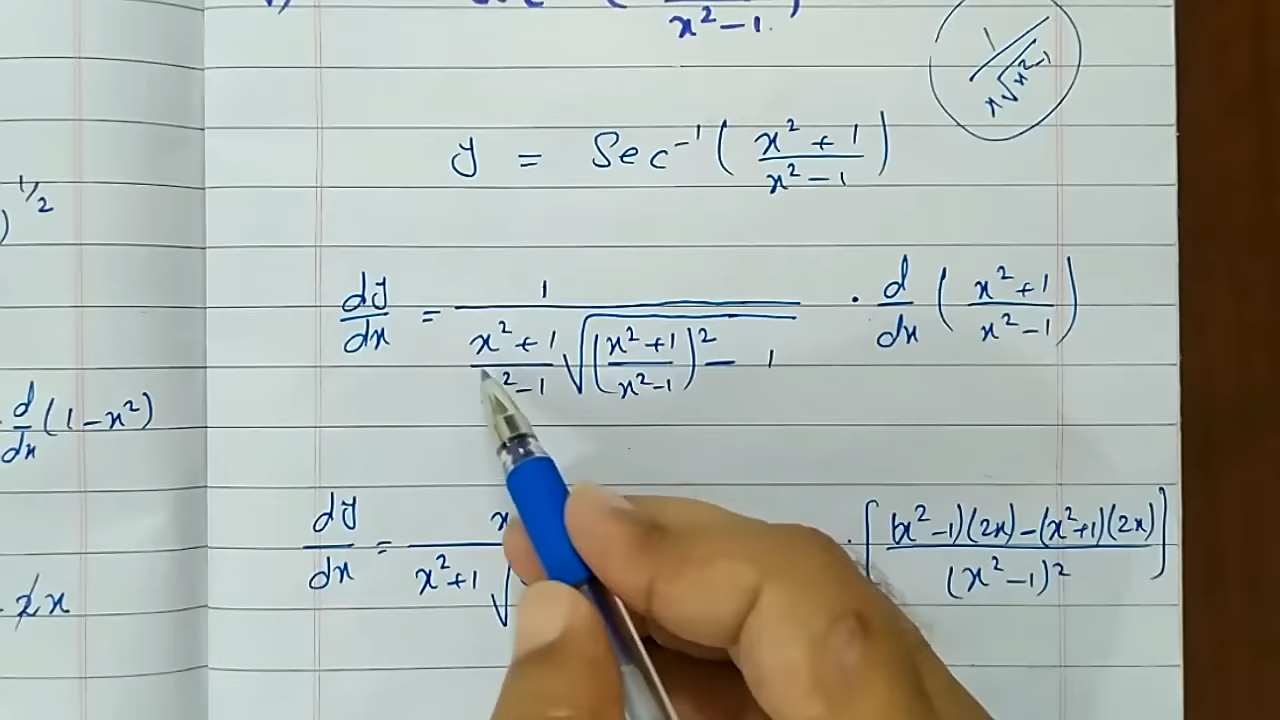 x²-1
1/x√x²-1
y = Sec⁻¹(x²+1/x²-1)
)^1/2
dy/dx = 1/(x²+1/x²-1 √(x²+1/x²-1)²-1) · d/dx (x²+1/x²-1)
d/dx(1-x²)
dy/dx = x²+1√ · [(x²-1)(2x)-(x²+1)(2x)/(x²-1)²]
· 2x